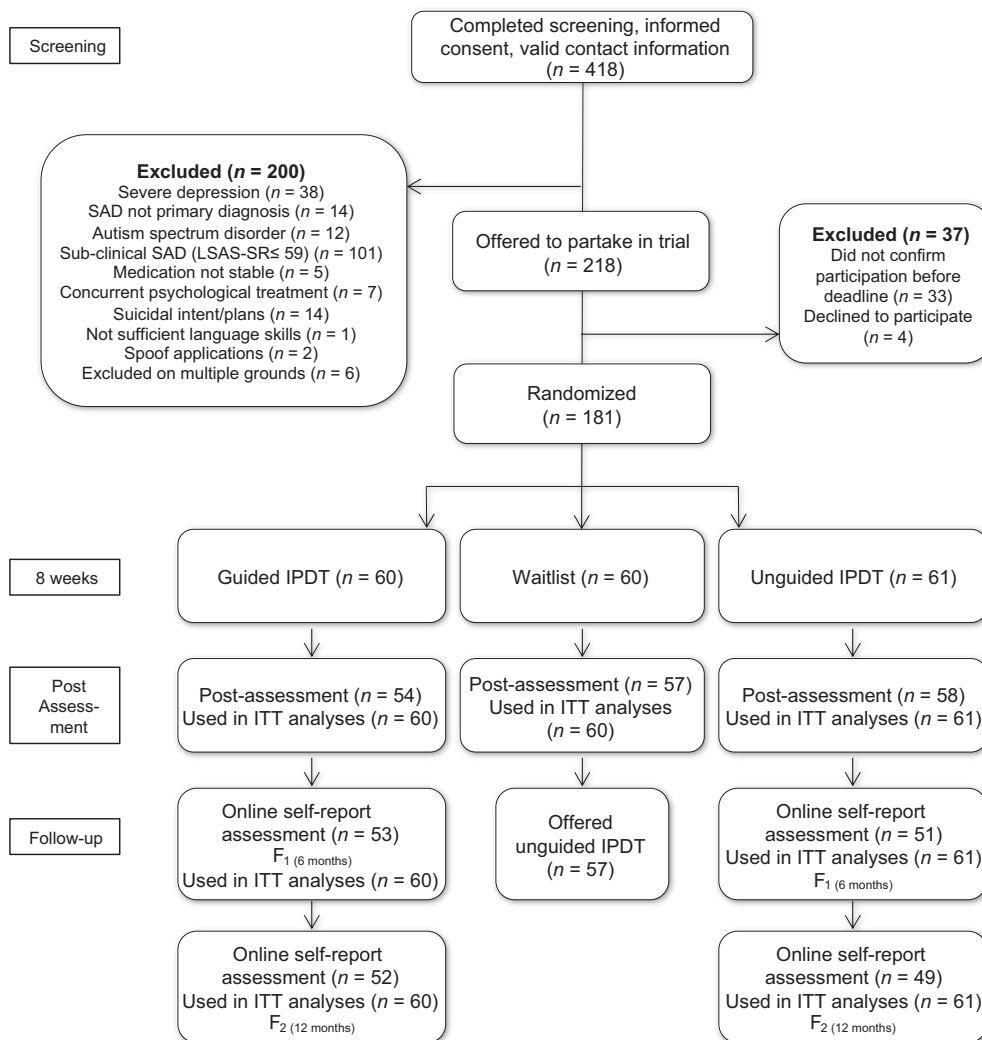 Screening
Completed screening, informed
consent, valid contact information
(n = 418)
Excluded (n = 200)
Severe depression (n = 38)
SAD not primary diagnosis (n = 14)
Autism spectrum disorder (n = 12)
Sub-clinical SAD (LSAS-SR≤ 59) (n = 101)
Medication not stable (n = 5)
Concurrent psychological treatment (n = 7)
Suicidal intent/plans (n = 14)
Not sufficient language skills (n = 1)
Spoof applications (n = 2)
Excluded on multiple grounds (n = 6)
Offered to partake in trial
(n = 218)
Excluded (n = 37)
Did not confirm
participation before
deadline (n = 33)
Declined to participate
(n = 4)
Randomized
(n = 181)
8 weeks
Guided IPDT (n = 60)
Waitlist (n = 60)
Unguided IPDT (n = 61)
Post
Assess-
ment
Post-assessment (n = 54)
Used in ITT analyses (n = 60)
Post-assessment (n = 57)
Used in ITT analyses
(n = 60)
Post-assessment (n = 58)
Used in ITT analyses (n = 61)
Follow-up
Online self-report
assessment (n = 53)
F1 (6 months)
Used in ITT analyses (n = 60)
Offered
unguided IPDT
(n = 57)
Online self-report
assessment (n = 51)
Used in ITT analyses (n = 61)
F1 (6 months)
Online self-report
assessment (n = 52)
Used in ITT analyses (n = 60)
F2 (12 months)
Online self-report
assessment (n = 49)
Used in ITT analyses (n = 61)
F2 (12 months)